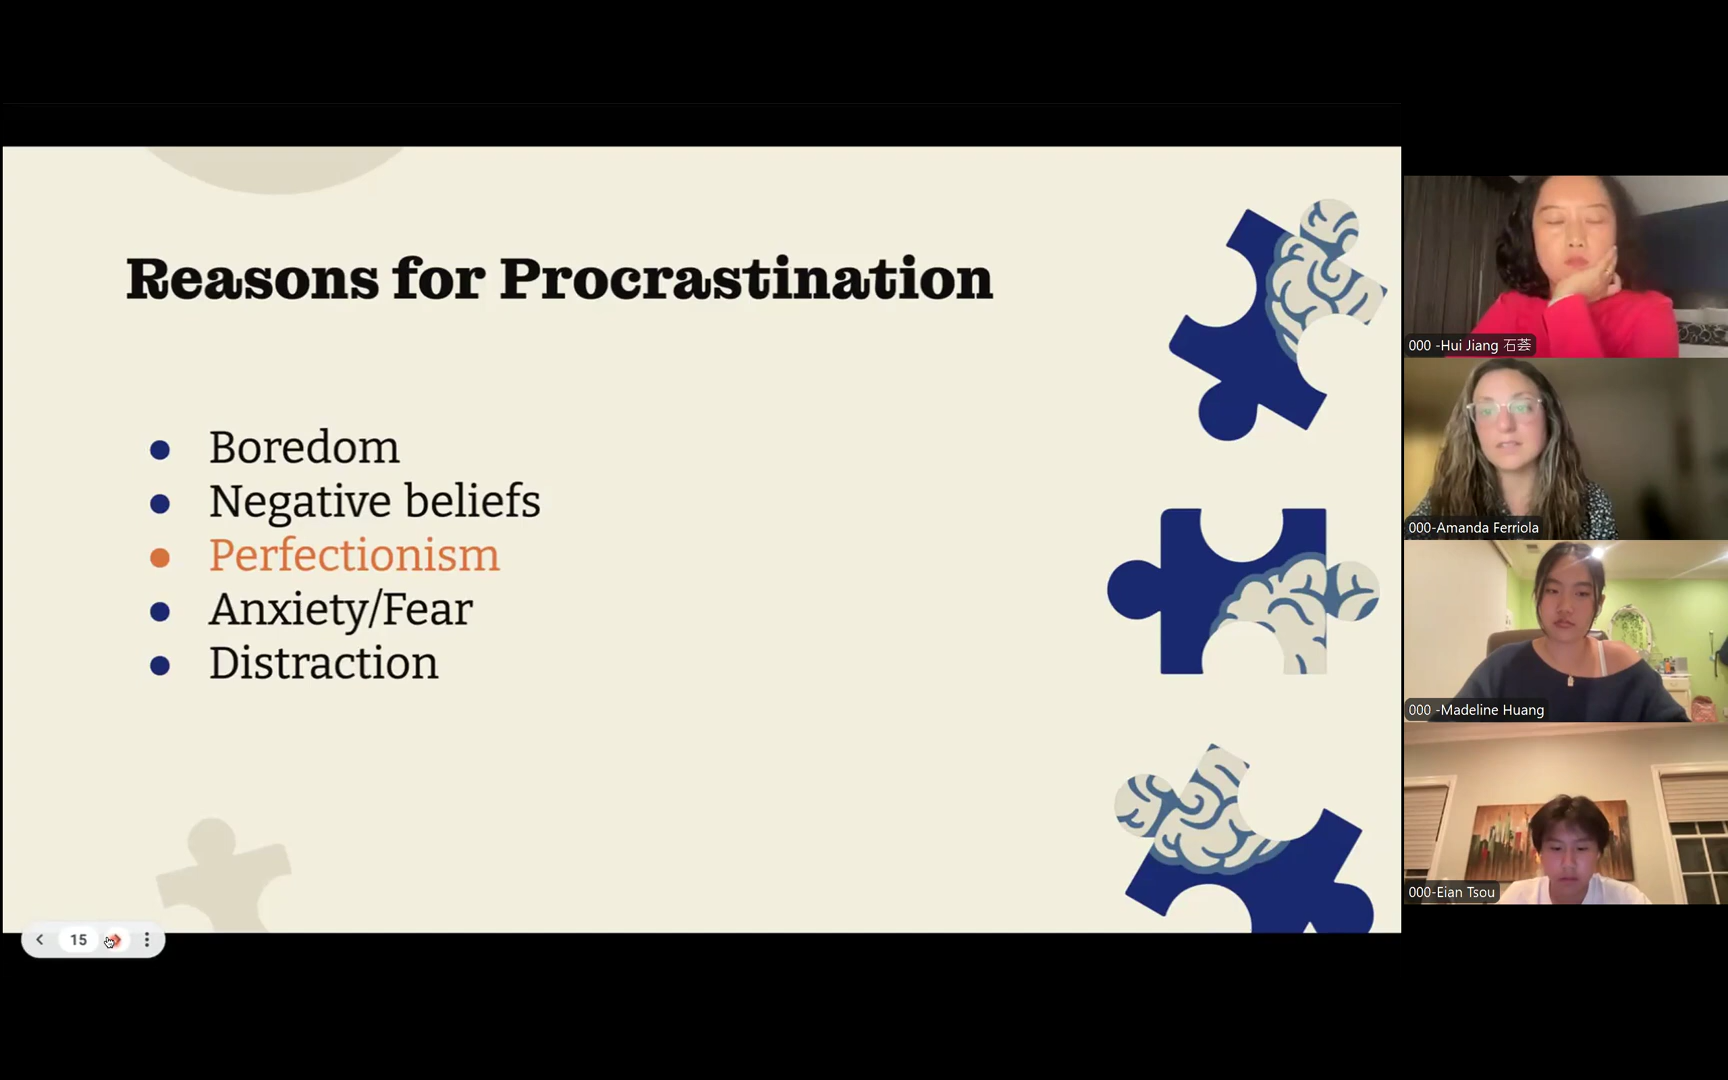 Reasons for Procrastination
Boredom
Negative beliefs
Perfectionism
Anxiety/Fear
Distraction
15
000 -Hui Jiang 石荟
000-Amanda Ferriola
000 -Madeline Huang
000-Eian Tsou